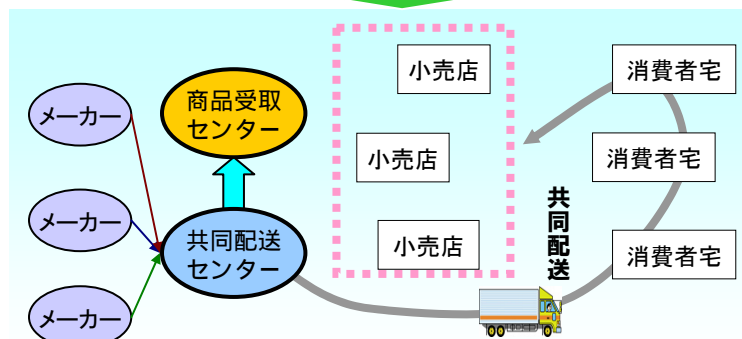 メーカー
メーカー
メーカー
商品受取
センター
共同配送
センター
小売店
小売店
小売店
共同配送
消費者宅
消費者宅
消費者宅